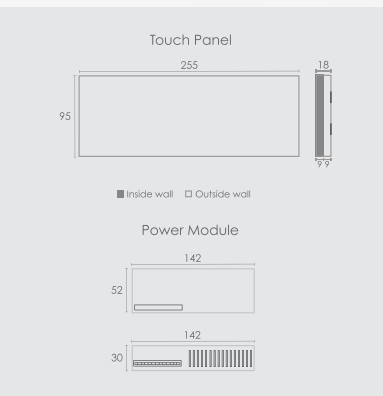 Touch Panel
255
18
95
9 9
Inside wall
Outside wall
Power Module
142
52
142
30